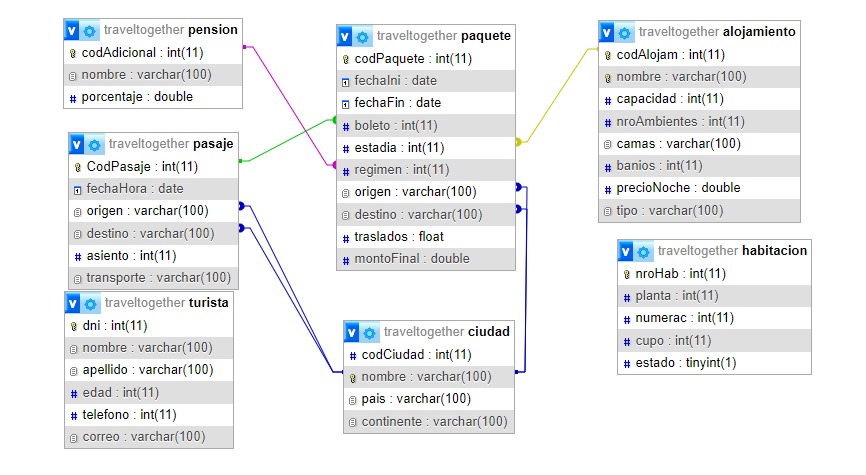 traveltogether pension
codAdicional : int(11)
nombre : varchar(100)
porcentaje : double
traveltogether pasaje
CodPasaje : int(11)
fechaHora : date
origen : varchar(100)
destino : varchar(100)
asiento : int(11)
transporte : varchar(100)
traveltogether turista
dni : int(11)
nombre : varchar(100)
apellido : varchar(100)
edad : int(11)
telefono : int(11)
correo : varchar(100)
traveltogether paquete
codPaquete : int(11)
fechaIni : date
fechaFin : date
boleto : int(11)
estadia : int(11)
regimen : int(11)
origen : varchar(100)
destino : varchar(100)
traslados : float
montoFinal : double
traveltogether ciudad
codCiudad : int(11)
nombre : varchar(100)
pais : varchar(100)
continente : varchar(100)
traveltogether alojamiento
codAlojam : int(11)
nombre : varchar(100)
capacidad : int(11)
nroAmbientes : int(11)
camas : varchar(100)
banios : int(11)
precioNoche : double
tipo : varchar(100)
traveltogether habitacion
nroHab : int(11)
planta : int(11)
numerac : int(11)
cupo : int(11)
estado : tinyint(1)